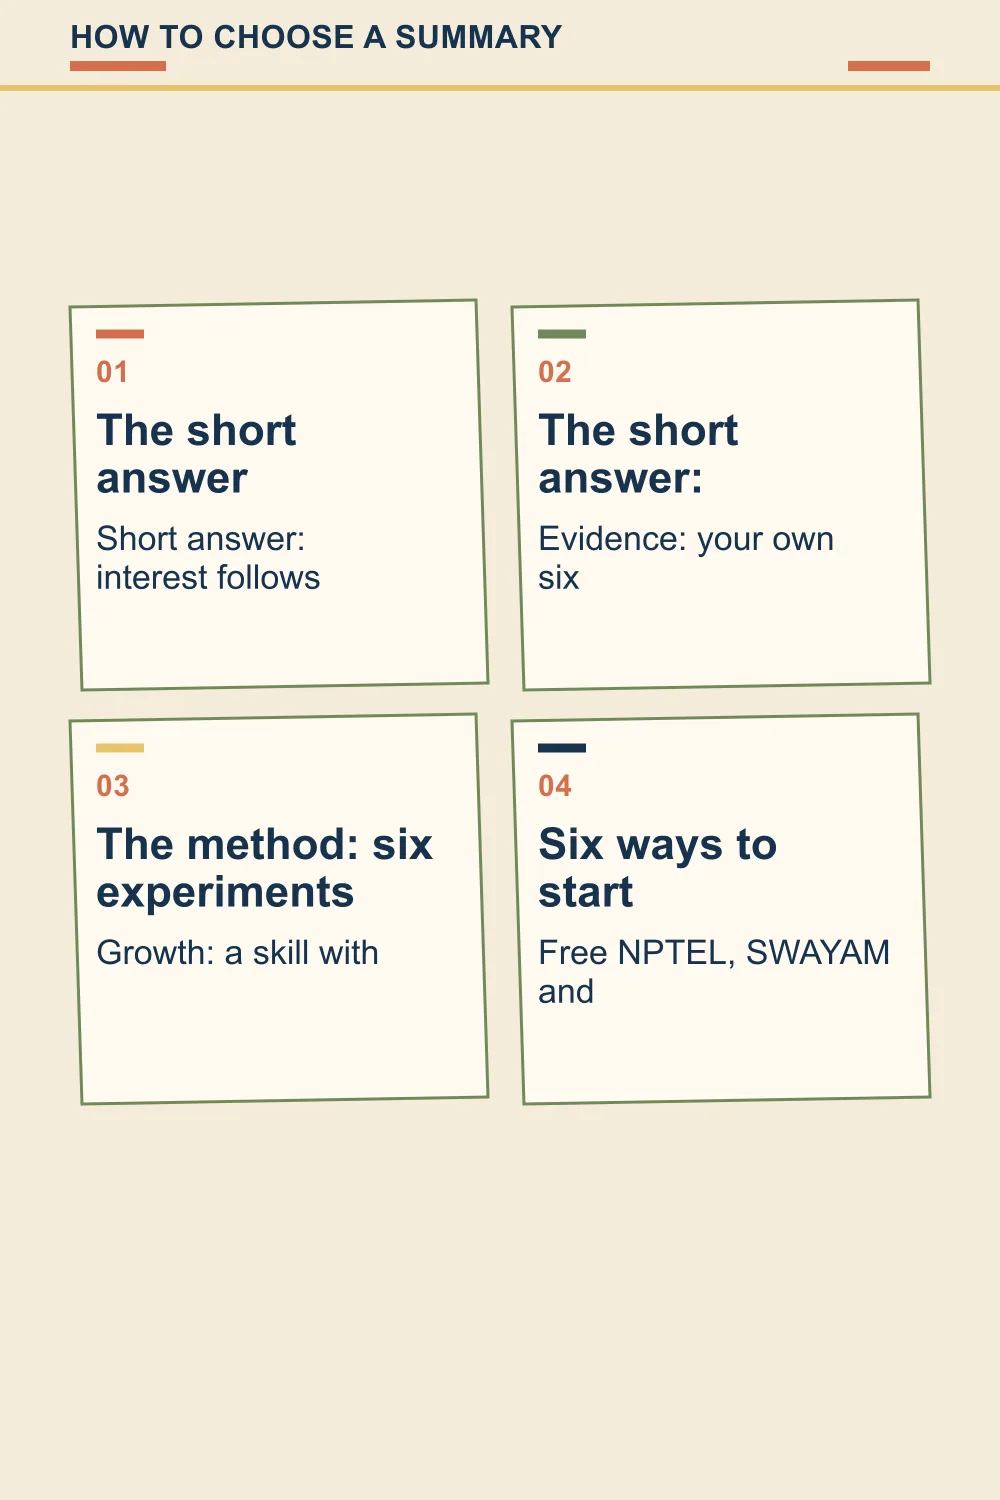 HOW TO CHOOSE A SUMMARY
01
The short
answer
Short answer:
interest follows
02
The short
answer:
Evidence: your own
six
03
The method: six
experiments
Growth: a skill with
04
Six ways to
start
Free NPTEL, SWAYAM
and